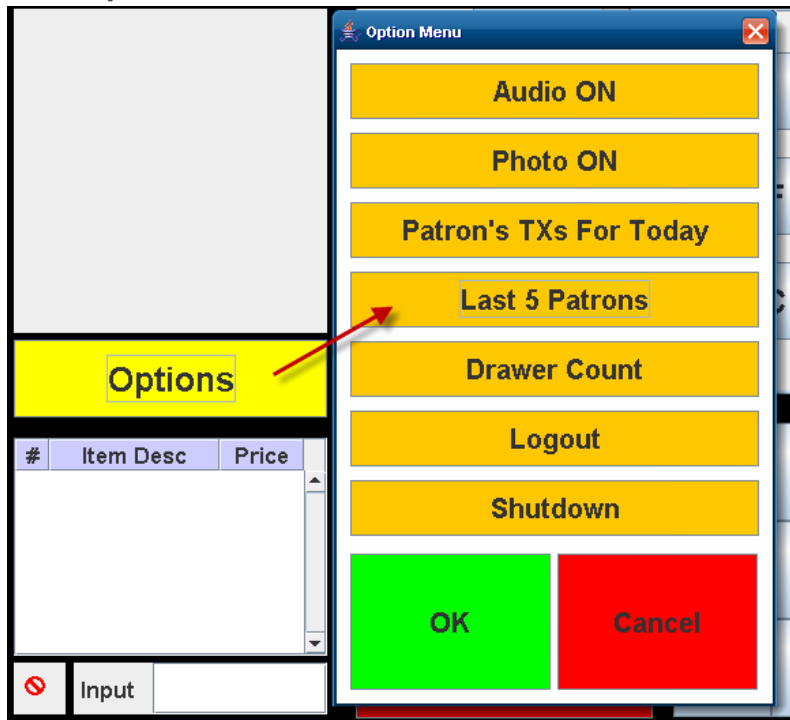 Option Menu
Audio ON
Photo ON
Patron's TXs For Today
Last 5 Patrons
Drawer Count
Logout
Shutdown
OK
Cancel
Options
# Item Desc Price
Input